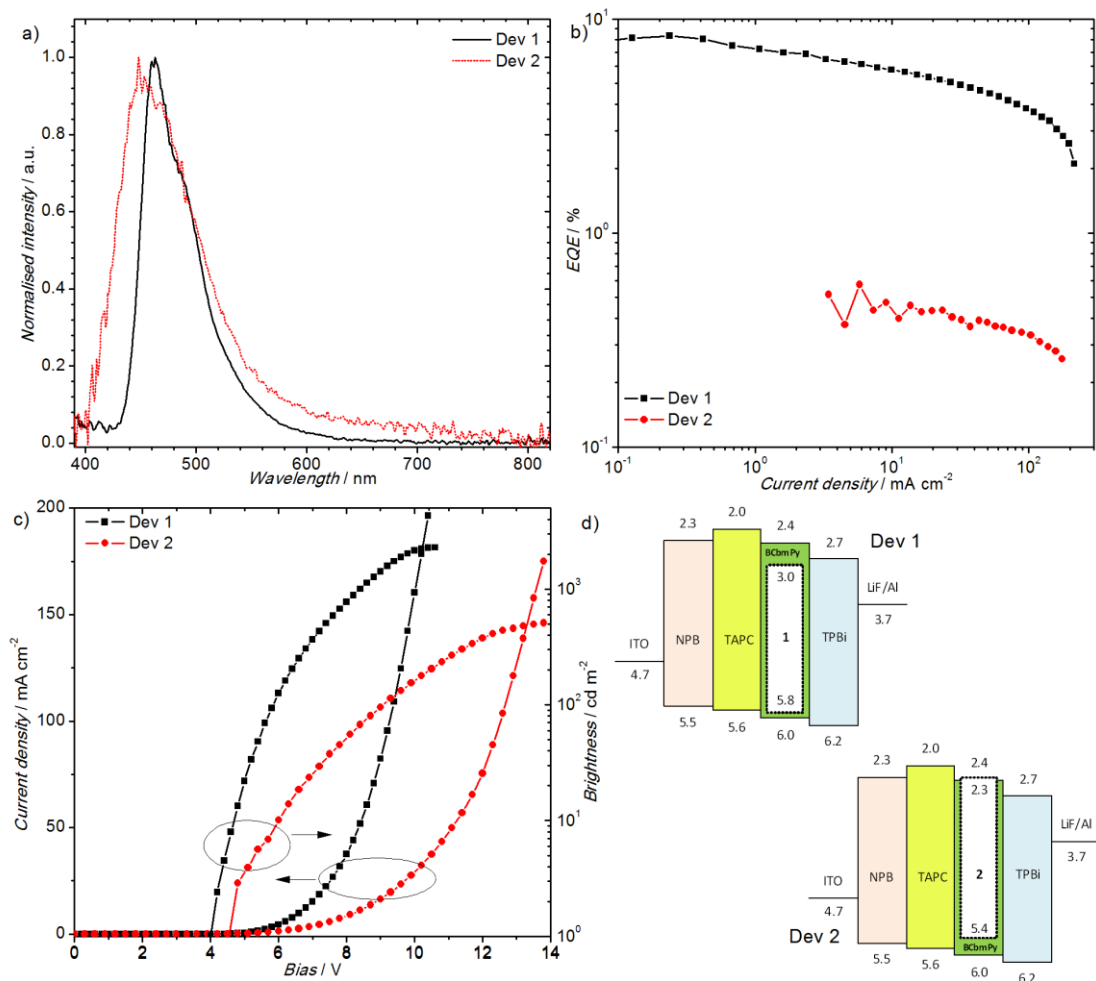 a)
Dev 1
Dev 2
1.0
0.8
0.6
0.4
0.2
0.0
Normalised intensity / a.u.
400 500 600 700 800
Wavelength / nm
b)
10^1
10^0
10^-1
EQE / %
Dev 1
Dev 2
10^-1 10^0 10^1 10^2
Current density / mA cm^-2
c)
Dev 1
Dev 2
200
150
100
50
0
Current density / mA cm^-2
10^3
10^2
10^1
10^0
Brightness / cd m^-2
0 2 4 6 8 10 12 14
Bias / V
d)
Dev 1
2.3 2.0 2.4 2.7
BCbmPy
3.0
LiF/Al
3.7
ITO
4.7
NPB TAPC 1 TPBi
5.8
5.5 5.6 6.0 6.2
2.3 2.0 2.4 2.7
2.3
LiF/Al
3.7
ITO
4.7
NPB TAPC 2 TPBi
5.4
BCbmPy
Dev 2
5.5 5.6 6.0 6.2